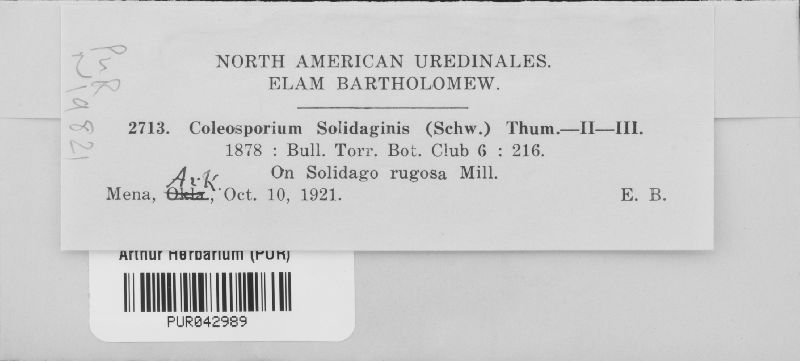 PuR
N19821
NORTH AMERICAN UREDINALES.
ELAM BARTHOLOMEW.
2713. Coleosporium Solidaginis (Schw.) Thum.—II—III.
1878 : Bull. Torr. Bot. Club 6 : 216.
On Solidago rugosa Mill.
Ark.
Mena, Okla., Oct. 10, 1921. E. B.
Arthur Herbarium (PUR)
PUR042989